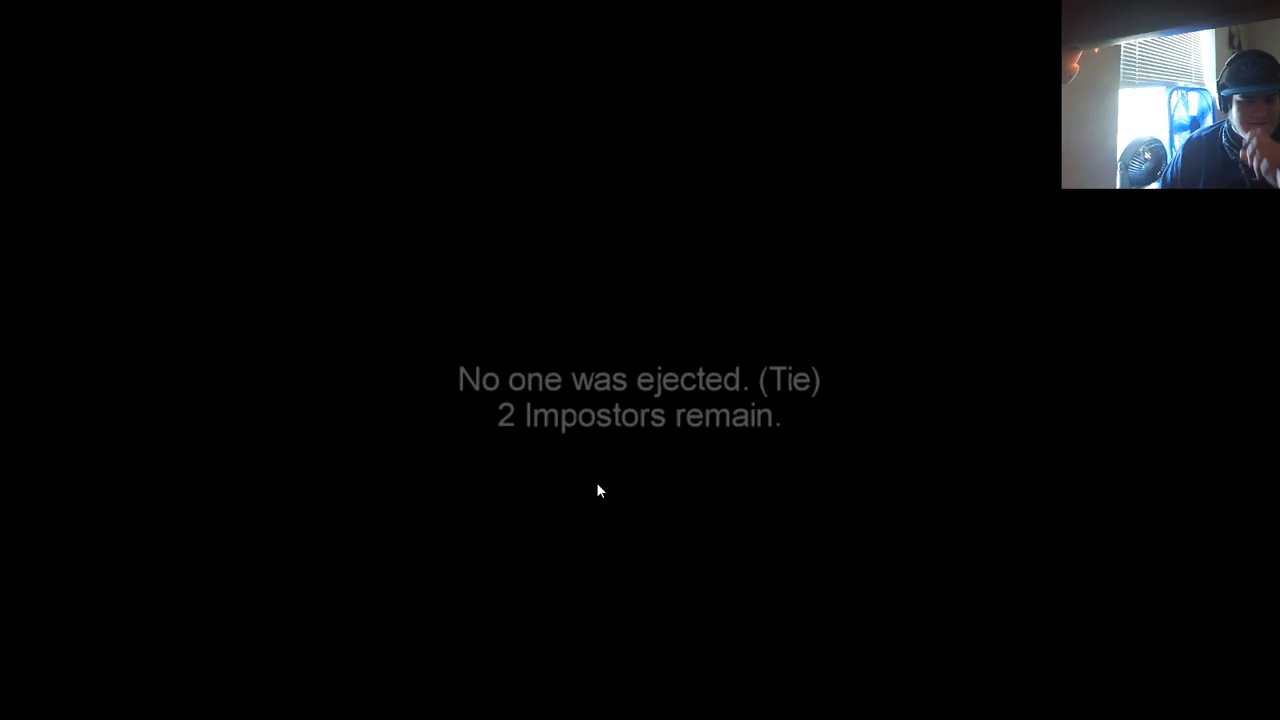 No one was ejected. (Tie)
2 Impostors remain.